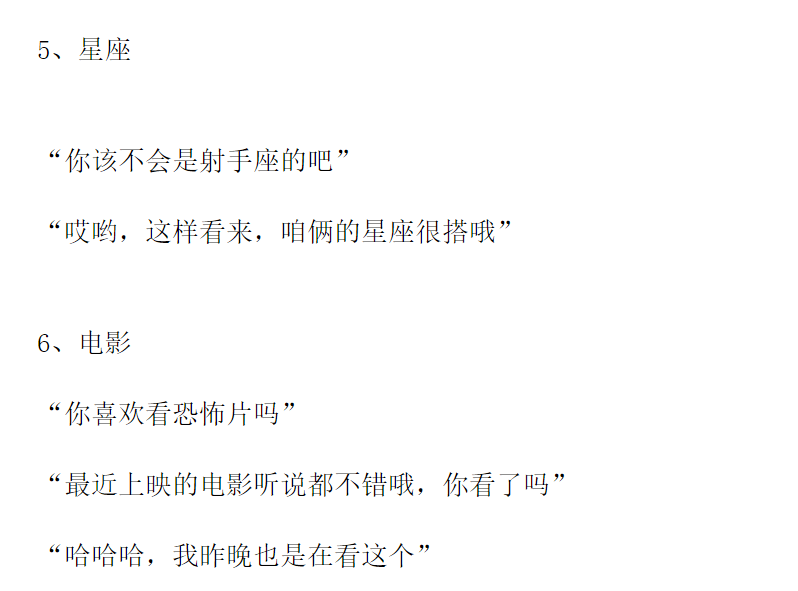 5、星座
“你该不会是射手座的吧”
“哎哟，这样看来，咱俩的星座很搭哦”
6、电影
“你喜欢看恐怖片吗”
“最近上映的电影听说都不错哦，你看了吗”
“哈哈哈，我昨晚也是在看这个”